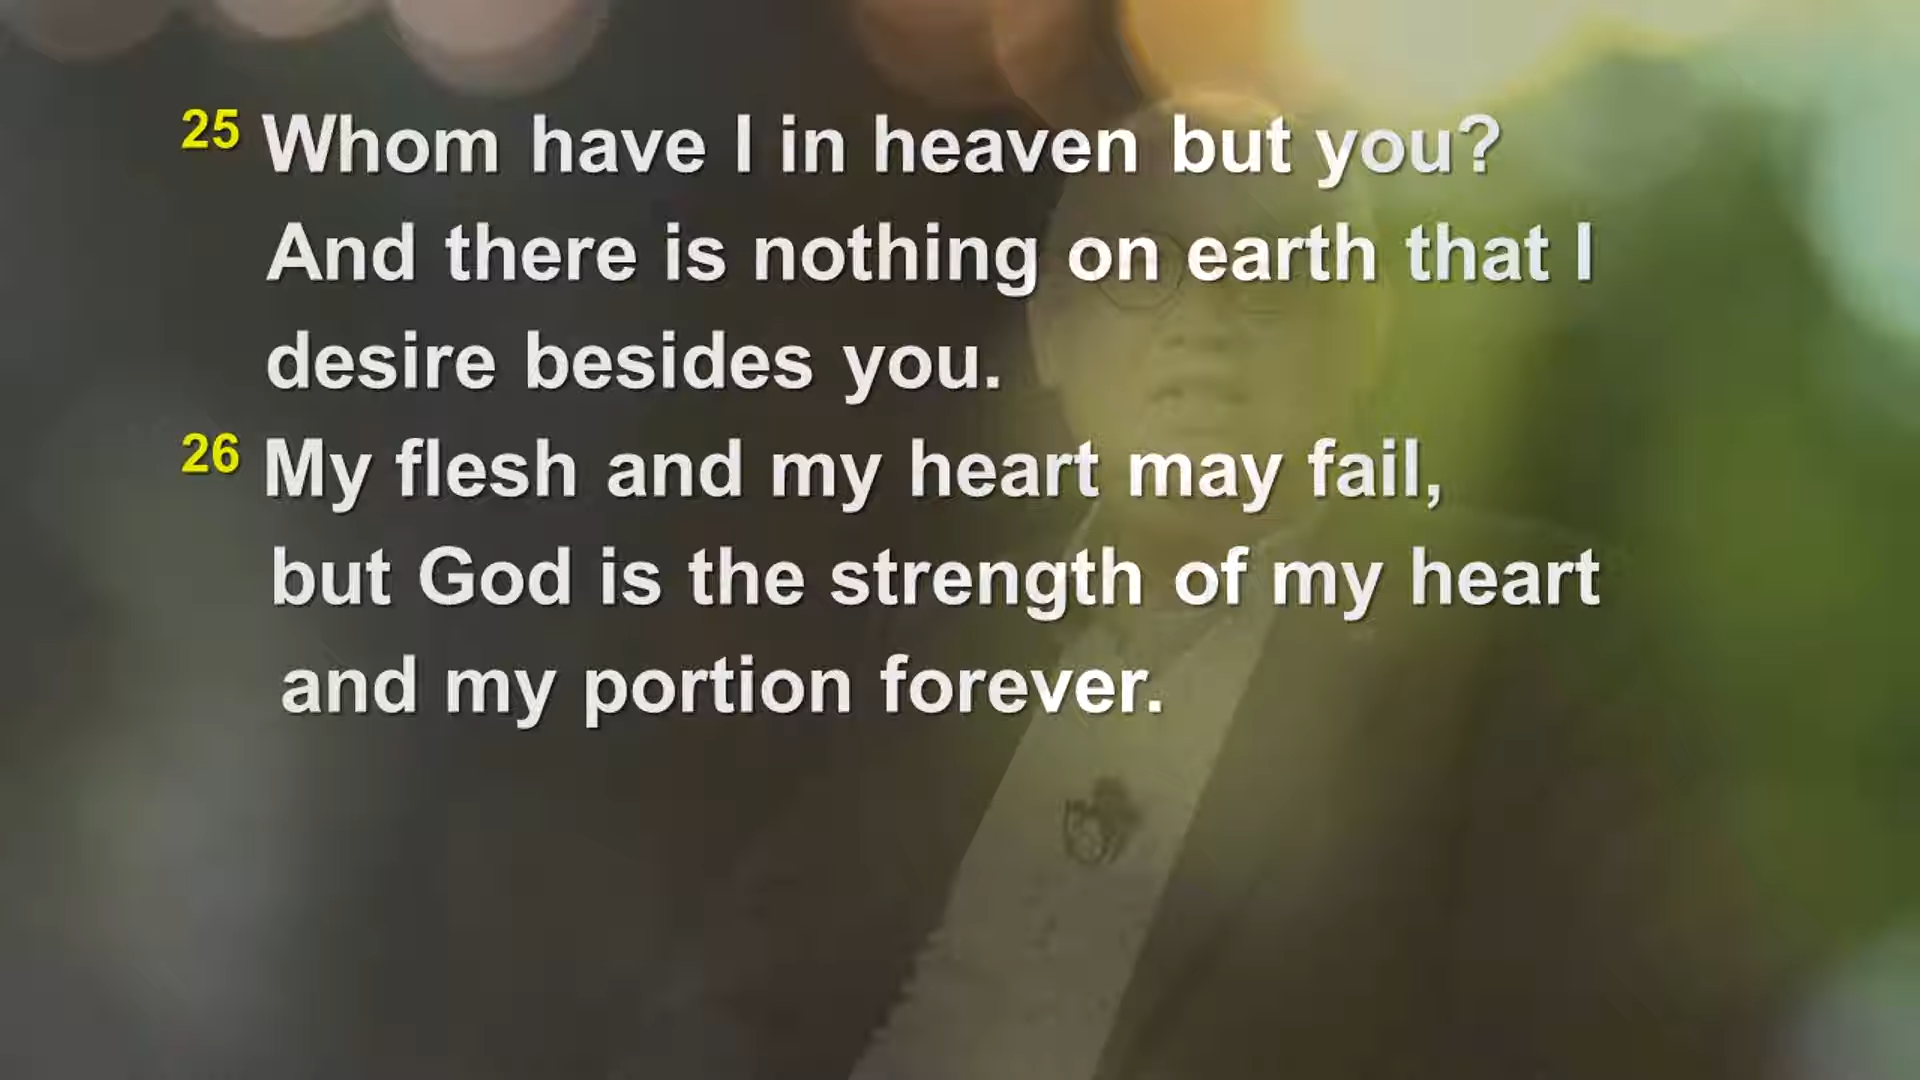 25 Whom have I in heaven but you?
And there is nothing on earth that I
desire besides you.
26 My flesh and my heart may fail,
but God is the strength of my heart
and my portion forever.